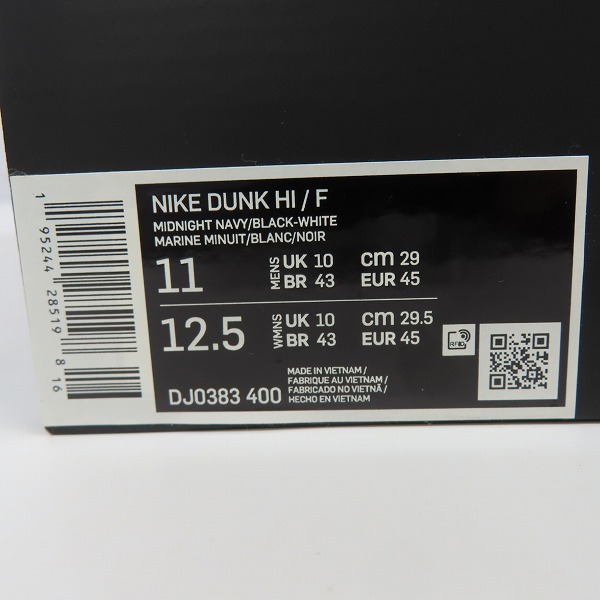 NIKE DUNK HI / F
MIDNIGHT NAVY/BLACK-WHITE
MARINE MINUIT/BLANC/NOIR
11 MENS UK 10 cm 29
BR 43 EUR 45
12.5 WMNS UK 10 cm 29.5
BR 43 EUR 45
RFID
DJ0383 400
MADE IN VIETNAM /
FABRIQUE AU VIETNAM /
FABRICADO NO VIETNÃ /
HECHO EN VIETNAM
1 95244 28519 8 16